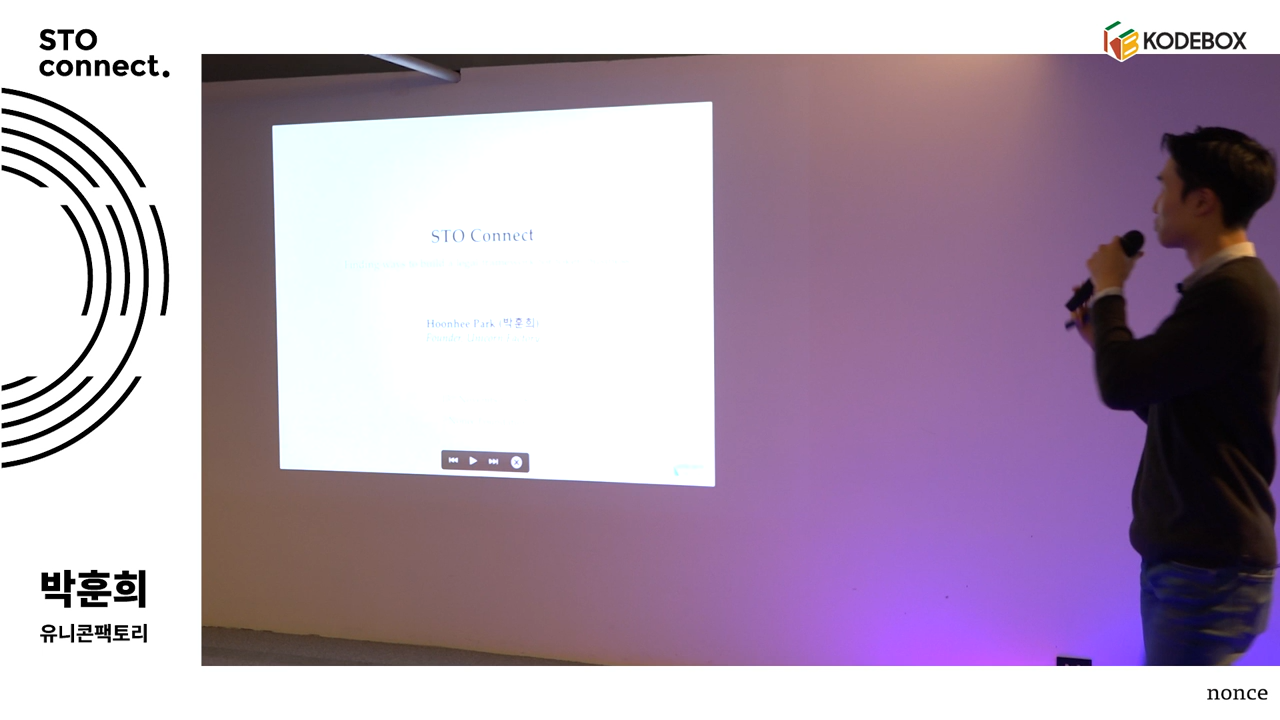 STO
connect.
KODEBOX
STO Connect
Hoonhee Park (박훈희)
Founder,
박훈희
유니콘팩토리
nonce